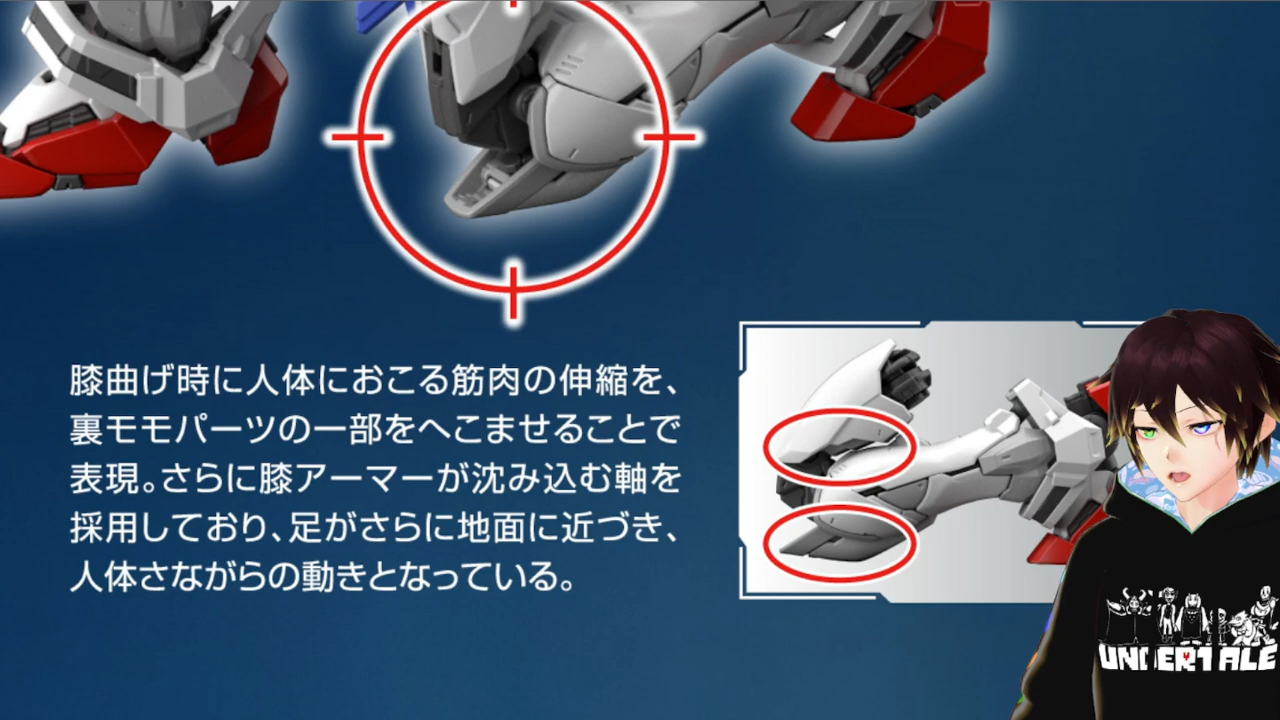 膝曲げ時に人体におこる筋肉の伸縮を、
裏モモパーツの一部をへこませることで
表現。さらに膝アーマーが沈み込む軸を
採用しており、足がさらに地面に近づき、
人体さながらの動きとなっている。
UNDERTALE